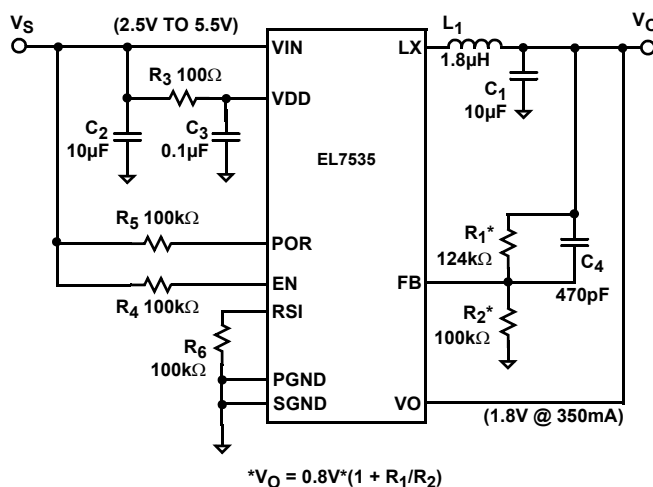 VS
(2.5V TO 5.5V)
VIN
LX
L1
1.8µH
VO
R3 100Ω
VDD
C1
10µF
C2
10µF
C3
0.1µF
EL7535
R5 100kΩ
POR
R1*
124kΩ
C4
470pF
EN
FB
R4 100kΩ
RSI
R2*
100kΩ
R6
100kΩ
PGND
SGND
VO
(1.8V @ 350mA)
*VO = 0.8V*(1 + R1/R2)